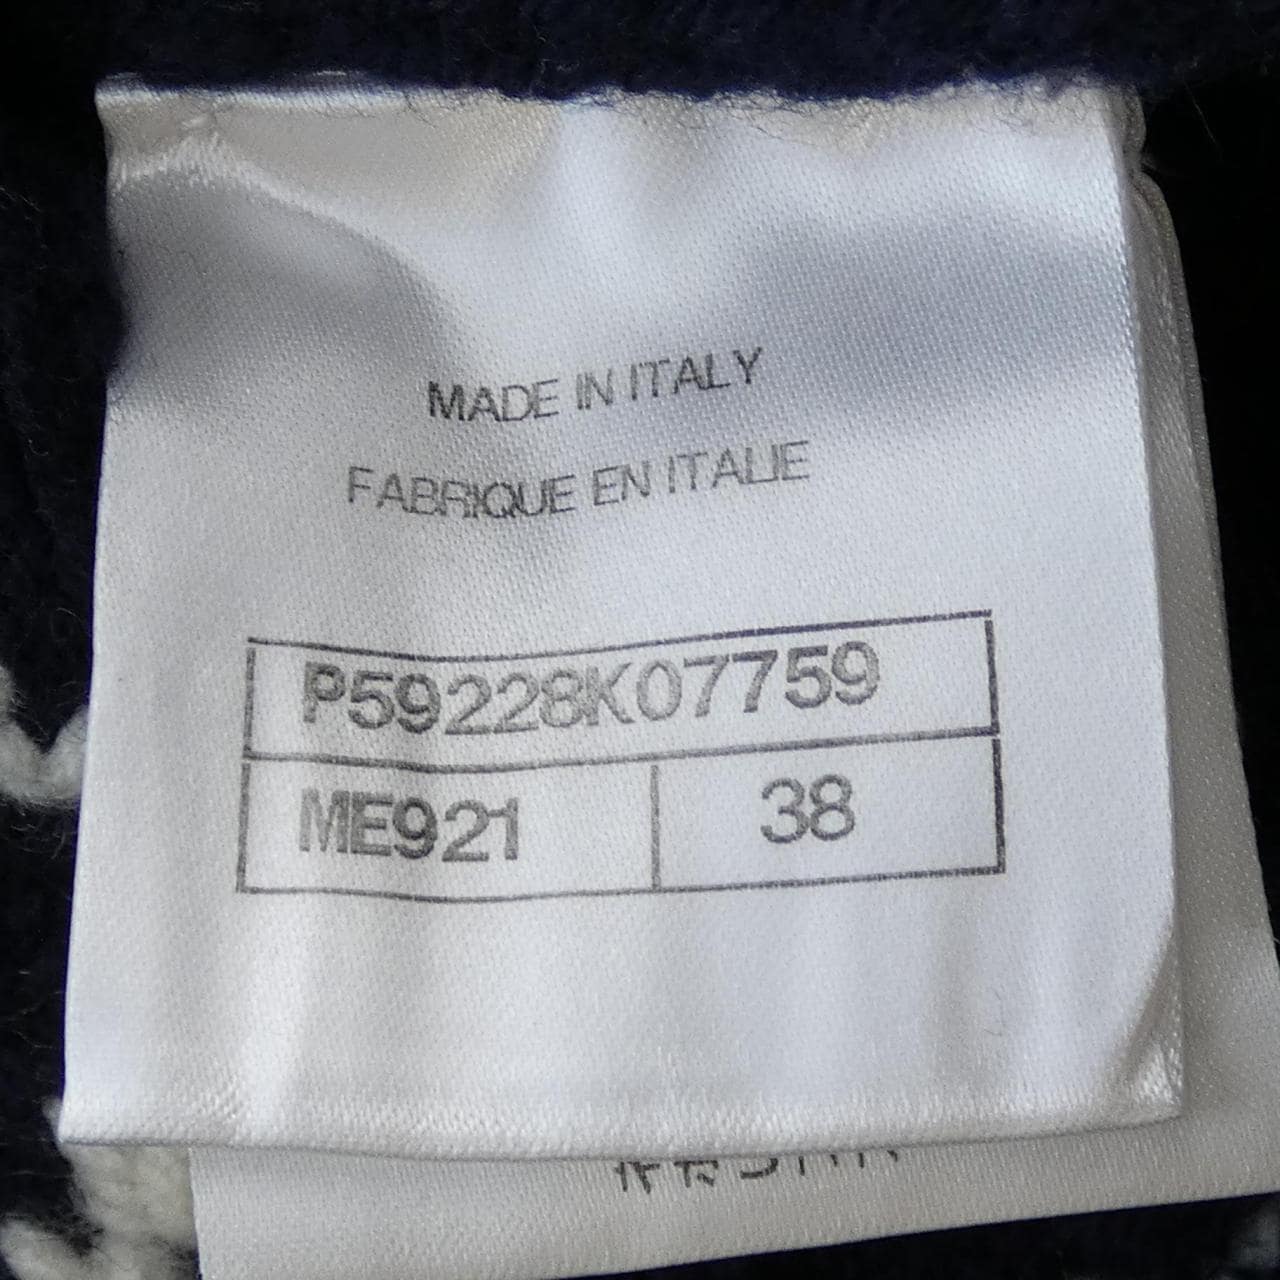 MADE IN ITALY
FABRIQUE EN ITALIE
P59228K07759
ME921 38